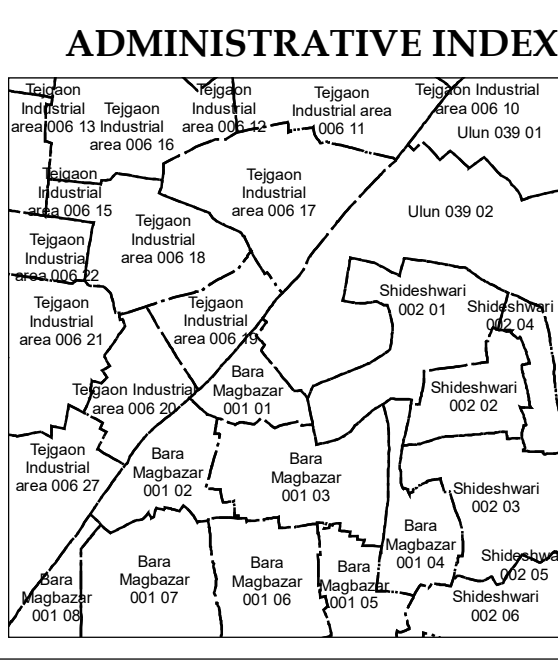 ADMINISTRATIVE INDEX
Tejgaon
Industrial
area 006 13
Tejgaon
Industrial
area 006 16
Tejgaon
Industrial
area 006 12
Tejgaon
Industrial area
006 11
Tejgaon Industrial
area 006 10
Ulun 039 01
Tejgaon
Industrial
area 006 15
Tejgaon
Industrial
area 006 17
Ulun 039 02
Tejgaon
Industrial
area 006 18
Tejgaon
Industrial
area 006 22
Tejgaon
Industrial
area 006 21
Tejgaon
Industrial
area 006 19
Shideshwari
002 01
Shideshwari
002 04
Tejgaon Industrial
area 006 20
Bara
Magbazar
001 01
Shideshwari
002 02
Tejgaon
Industrial
area 006 27
Bara
Magbazar
001 02
Bara
Magbazar
001 03
Shideshwari
002 03
Bara
Magbazar
001 04
Shideshwa
002 05
Bara
Magbazar
001 08
Bara
Magbazar
001 07
Bara
Magbazar
001 06
Bara
Magbazar
001 05
Shideshwari
002 06